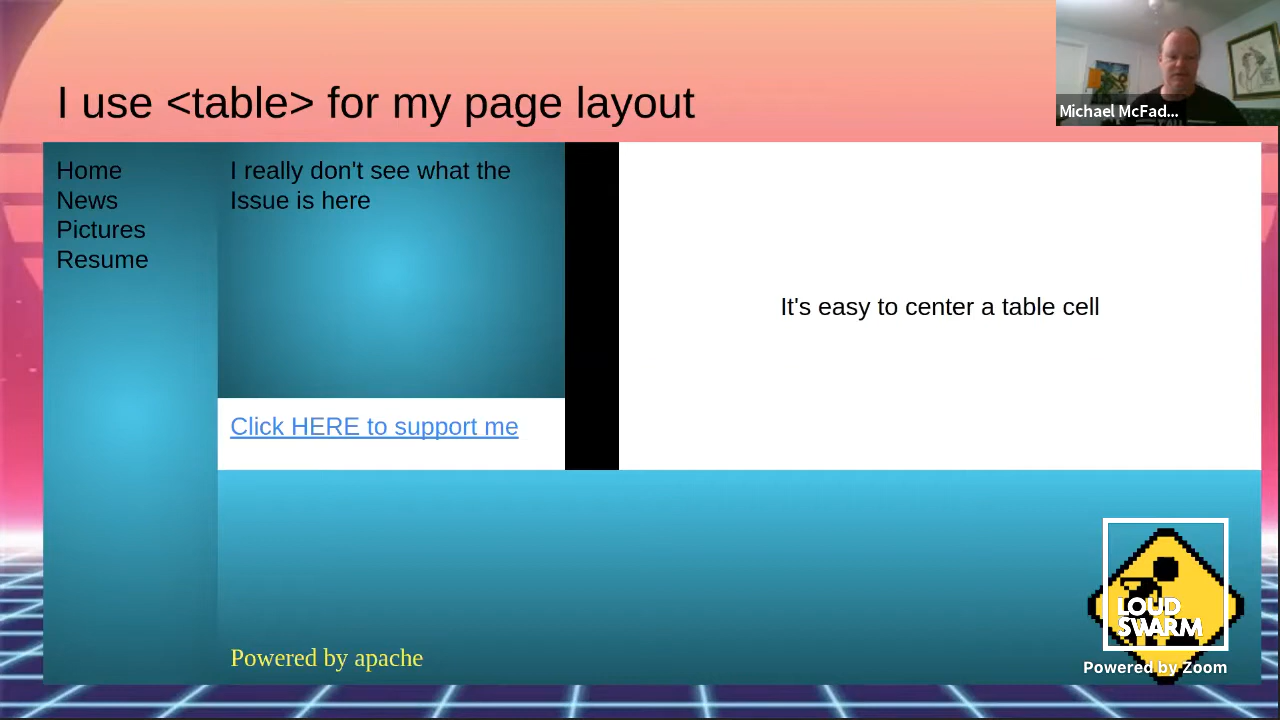 I use <table> for my page layout
Michael McFad...
Home
News
Pictures
Resume
I really don't see what the
Issue is here
It's easy to center a table cell
Click HERE to support me
Powered by apache
LOUD
SWARM
Powered by Zoom